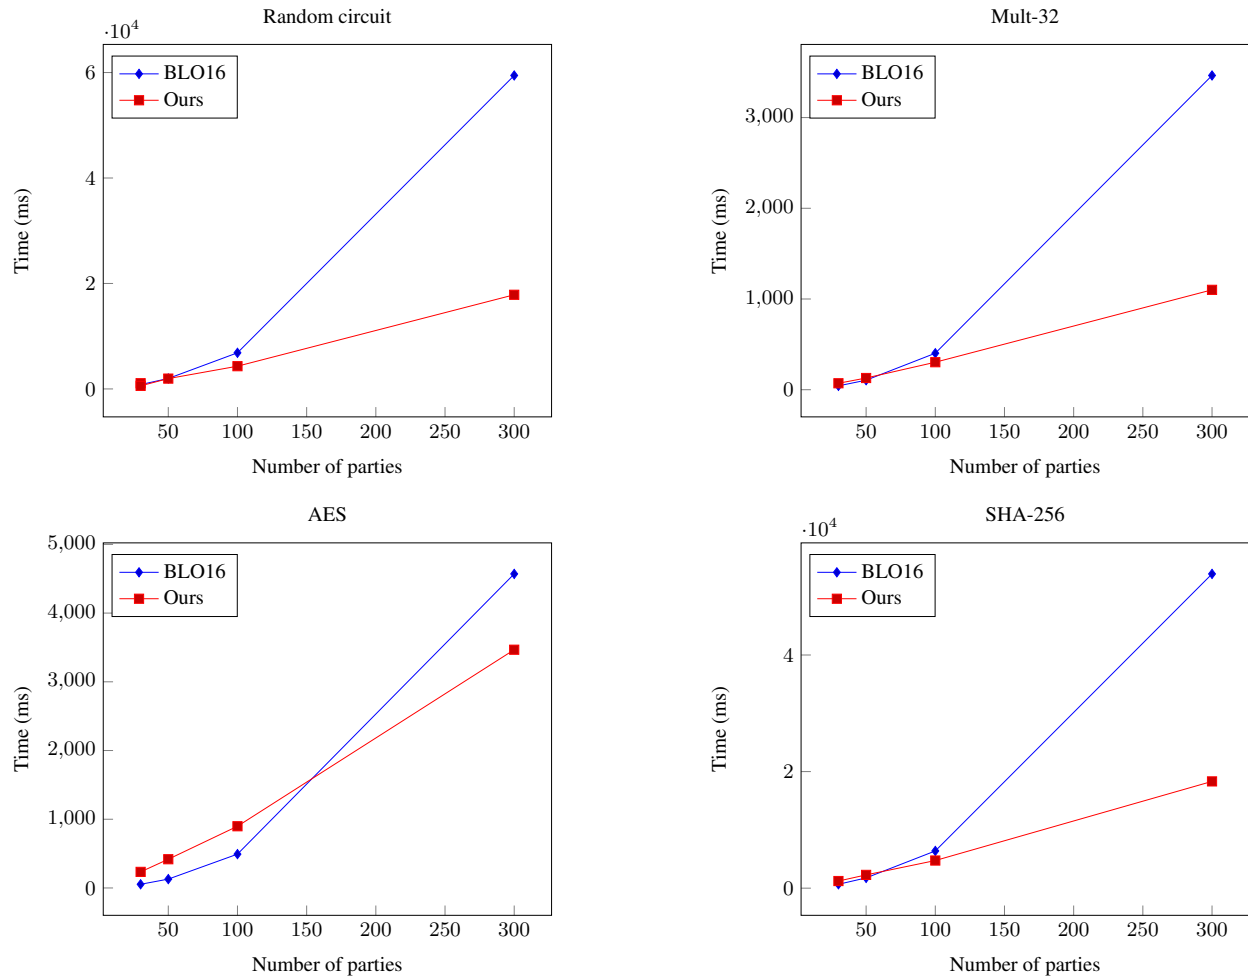 Random circuit
·10⁴
BLO16
Ours
6
4
2
0
Time (ms)
50 100 150 200 250 300
Number of parties
Mult-32
BLO16
Ours
3,000
2,000
1,000
0
Time (ms)
50 100 150 200 250 300
Number of parties
AES
5,000
BLO16
Ours
4,000
3,000
2,000
1,000
0
Time (ms)
50 100 150 200 250 300
Number of parties
SHA-256
·10⁴
BLO16
Ours
4
2
0
Time (ms)
50 100 150 200 250 300
Number of parties